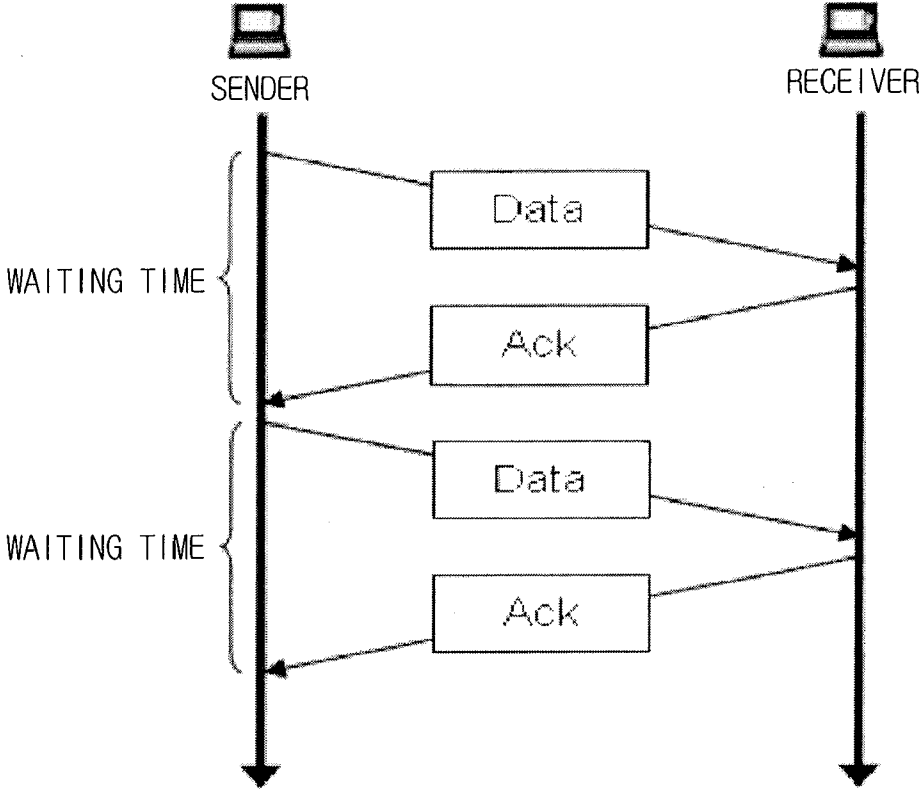 SENDER
RECEIVER
Data
WAITING TIME
Ack
Data
WAITING TIME
Ack